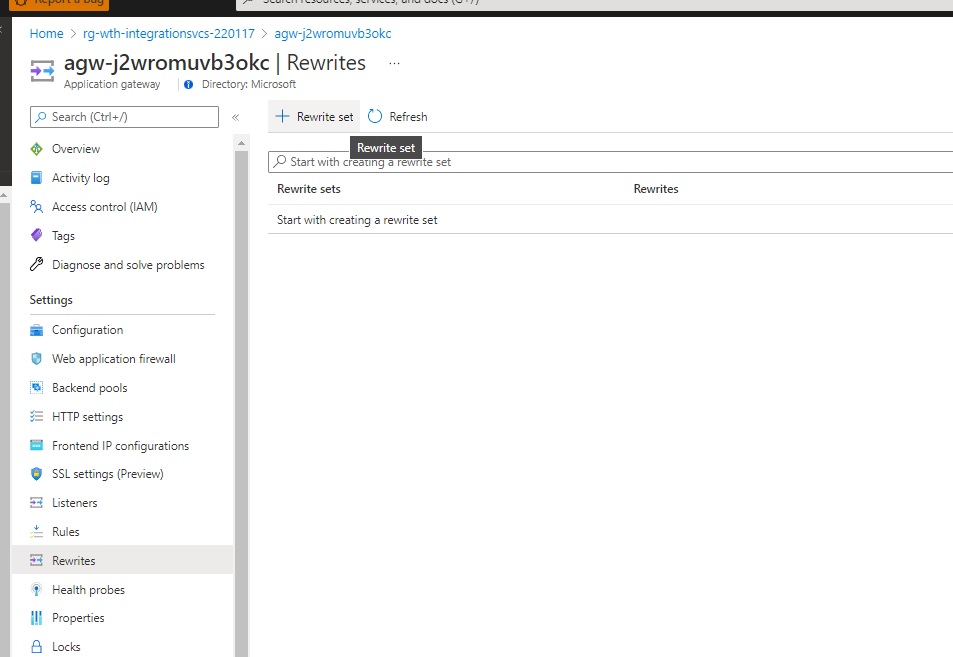 Report a bug
Search resources, services, and docs (G+/)
Home > rg-wth-integrationsvcs-220117 > agw-j2wromuvb3okc
agw-j2wromuvb3okc | Rewrites ...
Application gateway
Directory: Microsoft
Search (Ctrl+/)
«
Overview
Activity log
Access control (IAM)
Tags
Diagnose and solve problems
Settings
Configuration
Web application firewall
Backend pools
HTTP settings
Frontend IP configurations
SSL settings (Preview)
Listeners
Rules
Rewrites
Health probes
Properties
Locks
+ Rewrite set
Refresh
Rewrite set
Start with creating a rewrite set
Rewrite sets
Rewrites
Start with creating a rewrite set